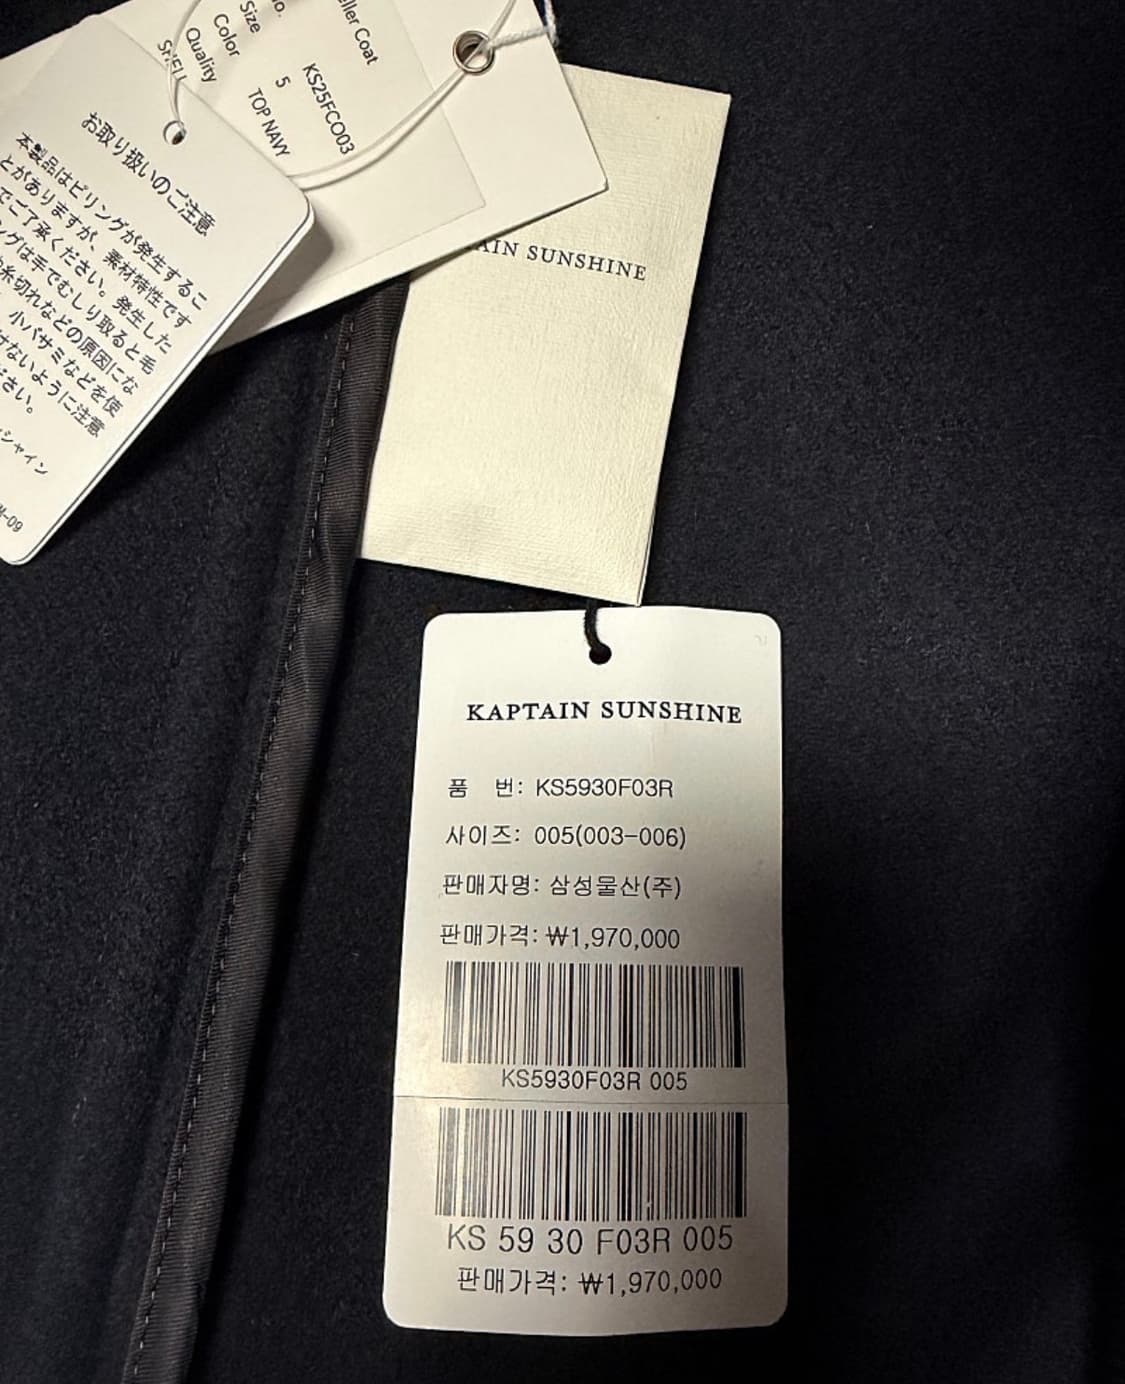 ller Coat
o.
KS25FCO03
Size
5
Color
TOP NAVY
Quality
SHELL
お取り扱いのご注意
本製品はピリングが発生するこ
とがありますが、素材特性です
でご了承ください。発生した
ングは手でむしり取ると毛
糸切れなどの原因にな
小バサミなどを使
けないように注意
ださい。
シャイン
M-09
TAIN SUNSHINE
KAPTAIN SUNSHINE
품 번: KS5930F03R
사이즈: 005(003-006)
판매자명: 삼성물산(주)
판매가격: ₩1,970,000
KS5930F03R 005
KS 59 30 F03R 005
판매가격: ₩1,970,000